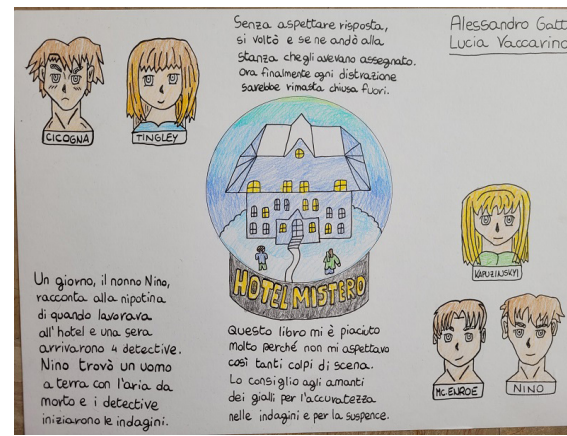 Senza aspettare risposta,
si voltò e se ne andò alla
stanza che gli avevano assegnato.
Ora finalmente ogni distrazione
sarebbe rimasta chiusa fuori.
Alessandro Gatt
Lucia Vaccarino
CICOGNA
TINGLEY
HOTEL MISTERO
KAPUZINSKYI
MC.ENROE
NINO
Un giorno, il nonno Nino,
racconta alla nipotina
di quando lavorava
all'hotel e una sera
arrivarono 4 detective.
Nino trovò un uomo
a terra con l'aria da
morto e i detective
iniziarono le indagini.
Questo libro mi è piaciuto
molto perché non mi aspettavo
così tanti colpi di scena.
Lo consiglio agli amanti
dei gialli per l'accuratezza
nelle indagini e per la suspence.